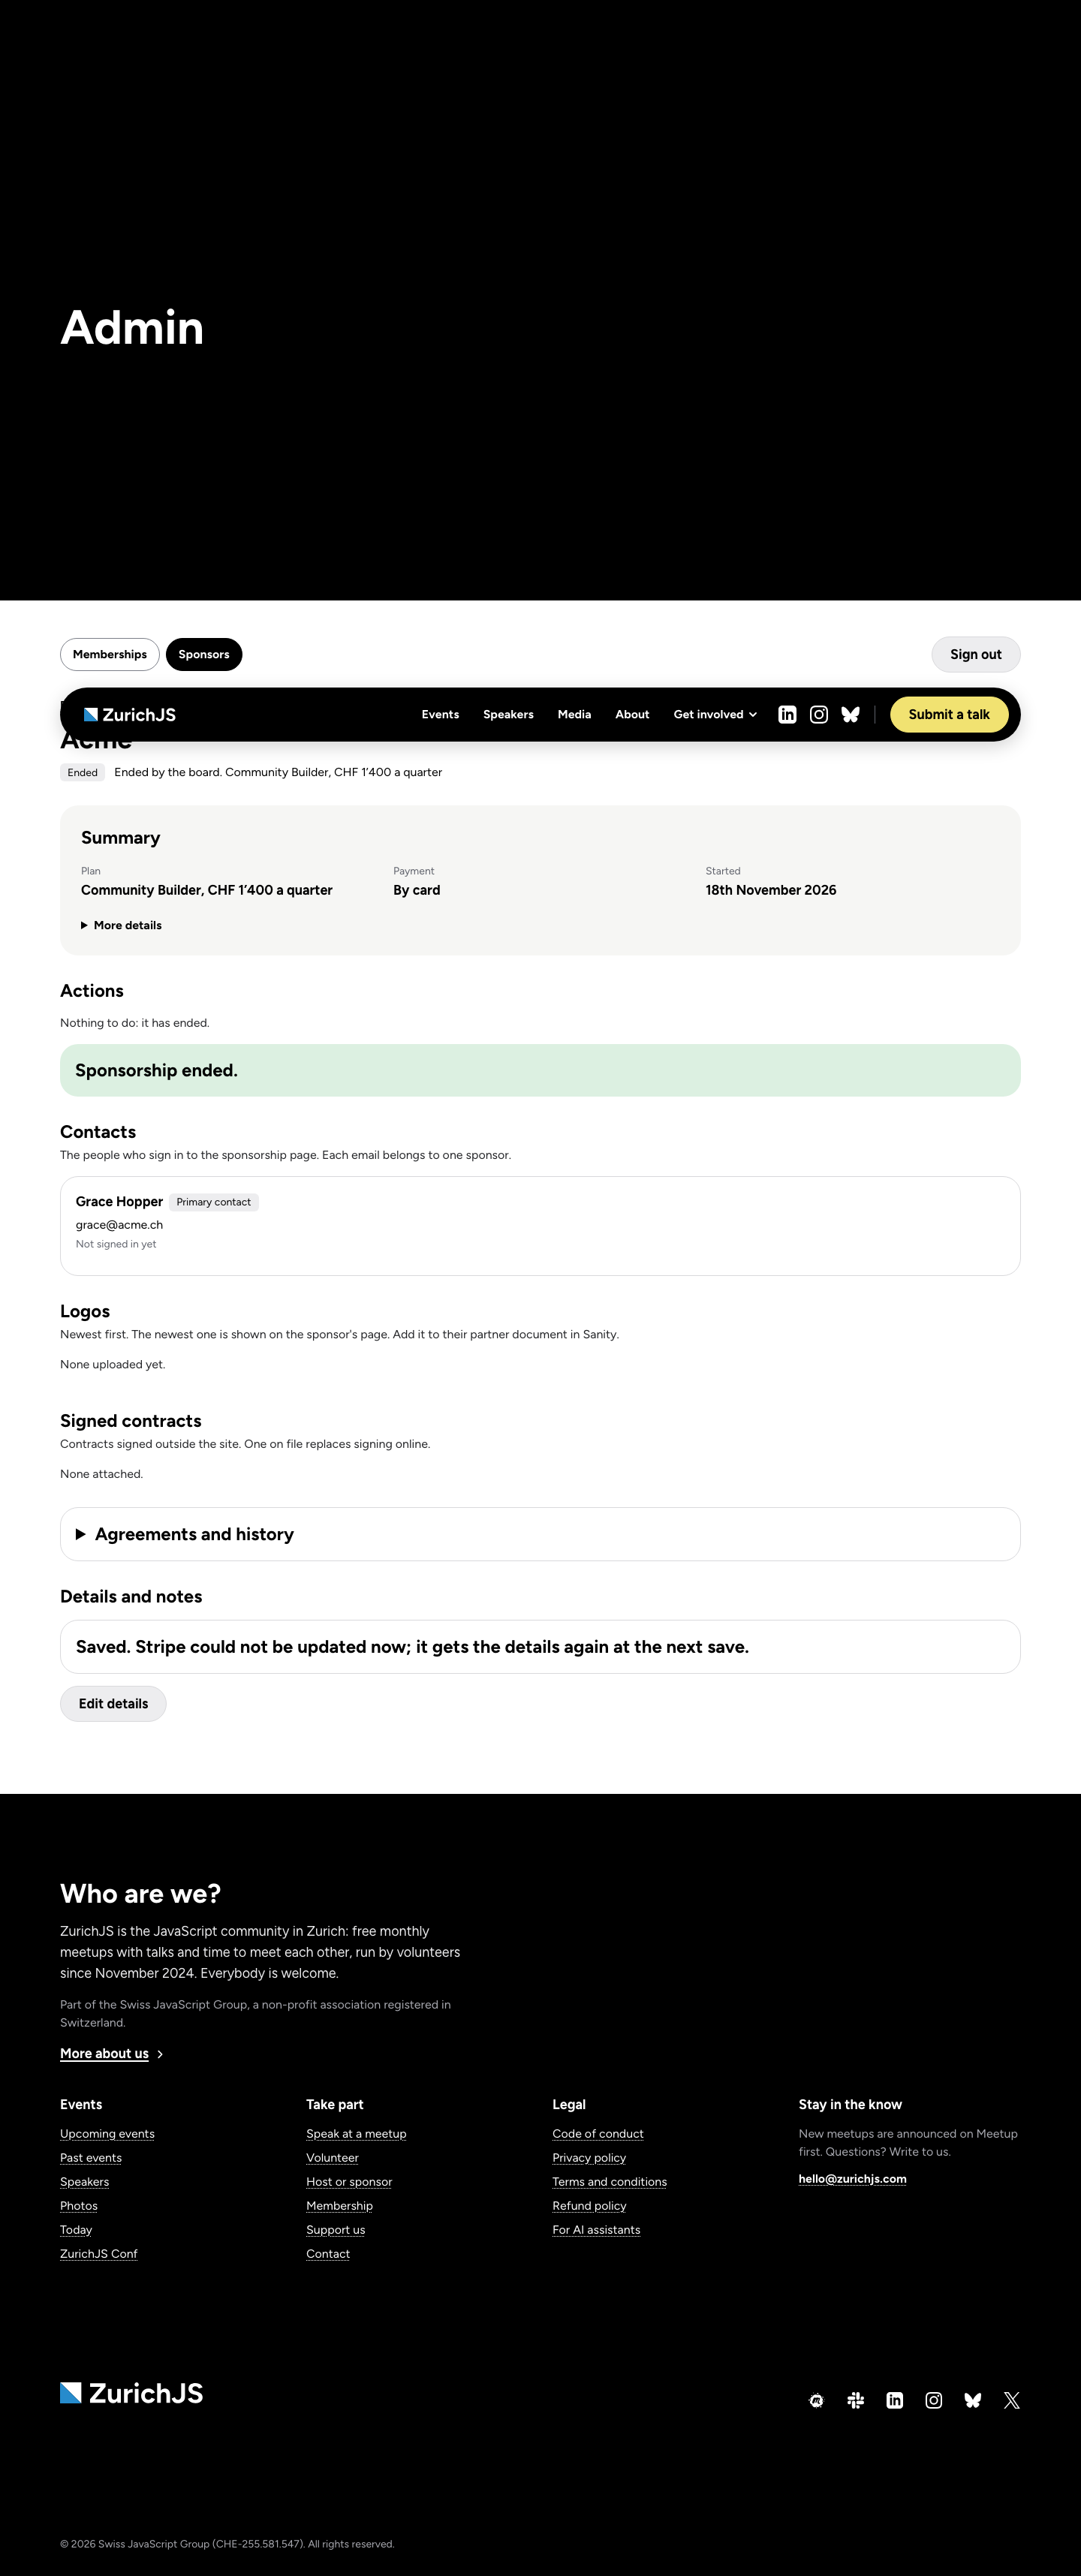 Admin
Memberships
Sponsors
Sign out
ZurichJS
Events
Speakers
Media
About
Get involved
Submit a talk
Acme
Ended
Ended by the board. Community Builder, CHF 1’400 a quarter
Summary
Plan
Payment
Started
Community Builder, CHF 1’400 a quarter
By card
18th November 2026
More details
Actions
Nothing to do: it has ended.
Sponsorship ended.
Contacts
The people who sign in to the sponsorship page. Each email belongs to one sponsor.
Grace Hopper
Primary contact
grace@acme.ch
Not signed in yet
Logos
Newest first. The newest one is shown on the sponsor's page. Add it to their partner document in Sanity.
None uploaded yet.
Signed contracts
Contracts signed outside the site. One on file replaces signing online.
None attached.
Agreements and history
Details and notes
Saved. Stripe could not be updated now; it gets the details again at the next save.
Edit details
Who are we?
ZurichJS is the JavaScript community in Zurich: free monthly
meetups with talks and time to meet each other, run by volunteers
since November 2024. Everybody is welcome.
Part of the Swiss JavaScript Group, a non-profit association registered in
Switzerland.
More about us
Events
Upcoming events
Past events
Speakers
Photos
Today
ZurichJS Conf
Take part
Speak at a meetup
Volunteer
Host or sponsor
Membership
Support us
Contact
Legal
Code of conduct
Privacy policy
Terms and conditions
Refund policy
For AI assistants
Stay in the know
New meetups are announced on Meetup
first. Questions? Write to us.
hello@zurichjs.com
ZurichJS
© 2026 Swiss JavaScript Group (CHE-255.581.547). All rights reserved.